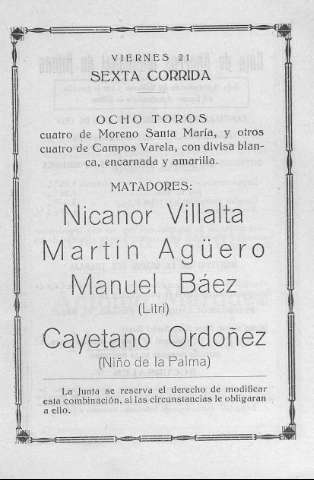 VIERNES 21
SEXTA CORRIDA
OCHO TOROS
cuatro de Moreno Santa María, y otros
cuatro de Campos Varela, con divisa blan-
ca, encarnada y amarilla.
MATADORES:
Nicanor Villalta
Martín Agüero
Manuel Báez
(Litri)
Cayetano Ordoñez
(Niño de la Palma)
La Junta se reserva el derecho de modificar
esta combinación, si las circunstancias le obligaran
a ello.